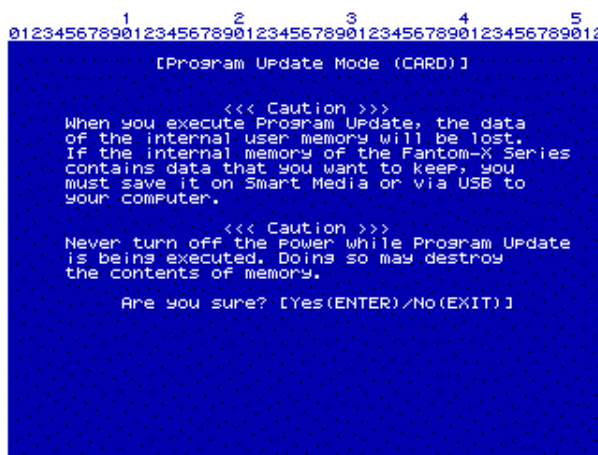 1 2 3 4 5
01234567890123456789012345678901234567890123456789012
[Program Update Mode (CARD)]
<<< Caution >>>
When you execute Program Update, the data
of the internal user memory will be lost.
If the internal memory of the Fantom-X Series
contains data that you want to keep, you
must save it on Smart Media or via USB to
your computer.
<<< Caution >>>
Never turn off the power while Program Update
is being executed. Doing so may destroy
the contents of memory.
Are you sure? [Yes(ENTER)/No(EXIT)]